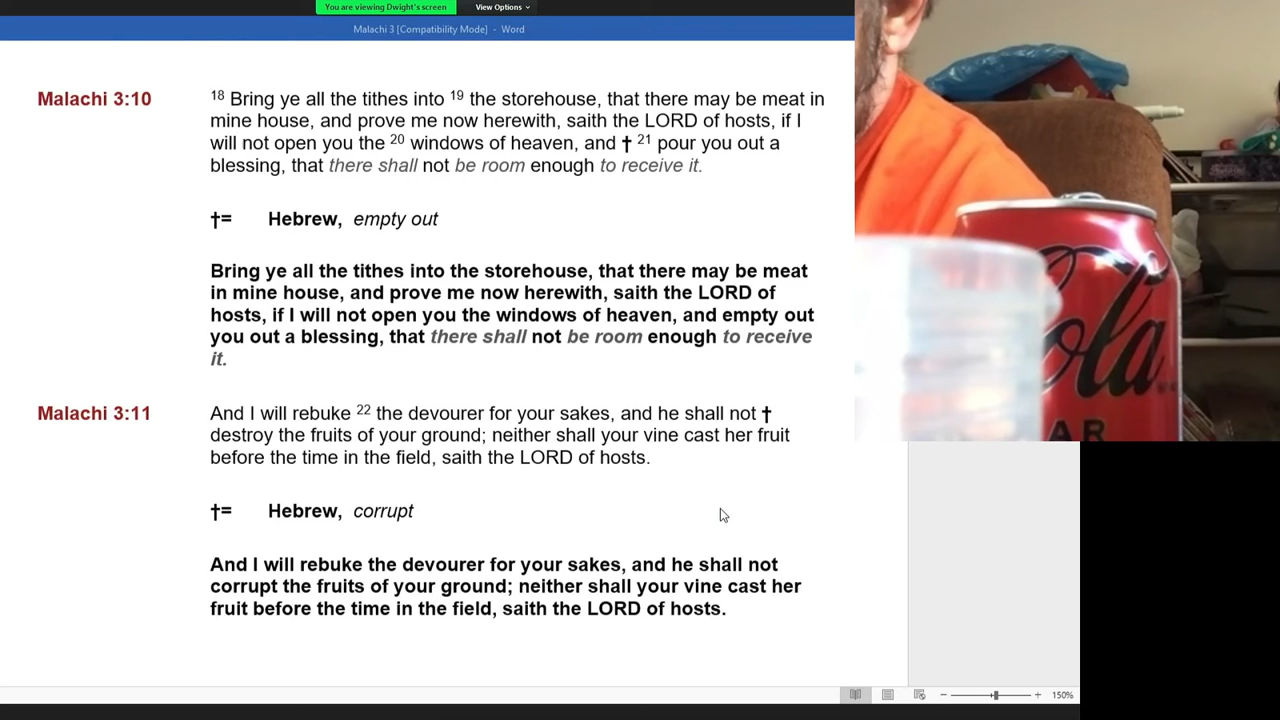 You are viewing Dwight's screen
View Options
Malachi 3 [Compatibility Mode] - Word
Malachi 3:10
18 Bring ye all the tithes into 19 the storehouse, that there may be meat in
mine house, and prove me now herewith, saith the LORD of hosts, if I
will not open you the 20 windows of heaven, and † 21 pour you out a
blessing, that there shall not be room enough to receive it.
†= Hebrew, empty out
Bring ye all the tithes into the storehouse, that there may be meat
in mine house, and prove me now herewith, saith the LORD of
hosts, if I will not open you the windows of heaven, and empty out
you out a blessing, that there shall not be room enough to receive
it.
Malachi 3:11
And I will rebuke 22 the devourer for your sakes, and he shall not †
destroy the fruits of your ground; neither shall your vine cast her fruit
before the time in the field, saith the LORD of hosts.
†= Hebrew, corrupt
And I will rebuke the devourer for your sakes, and he shall not
corrupt the fruits of your ground; neither shall your vine cast her
fruit before the time in the field, saith the LORD of hosts.
150%
Cola
AR